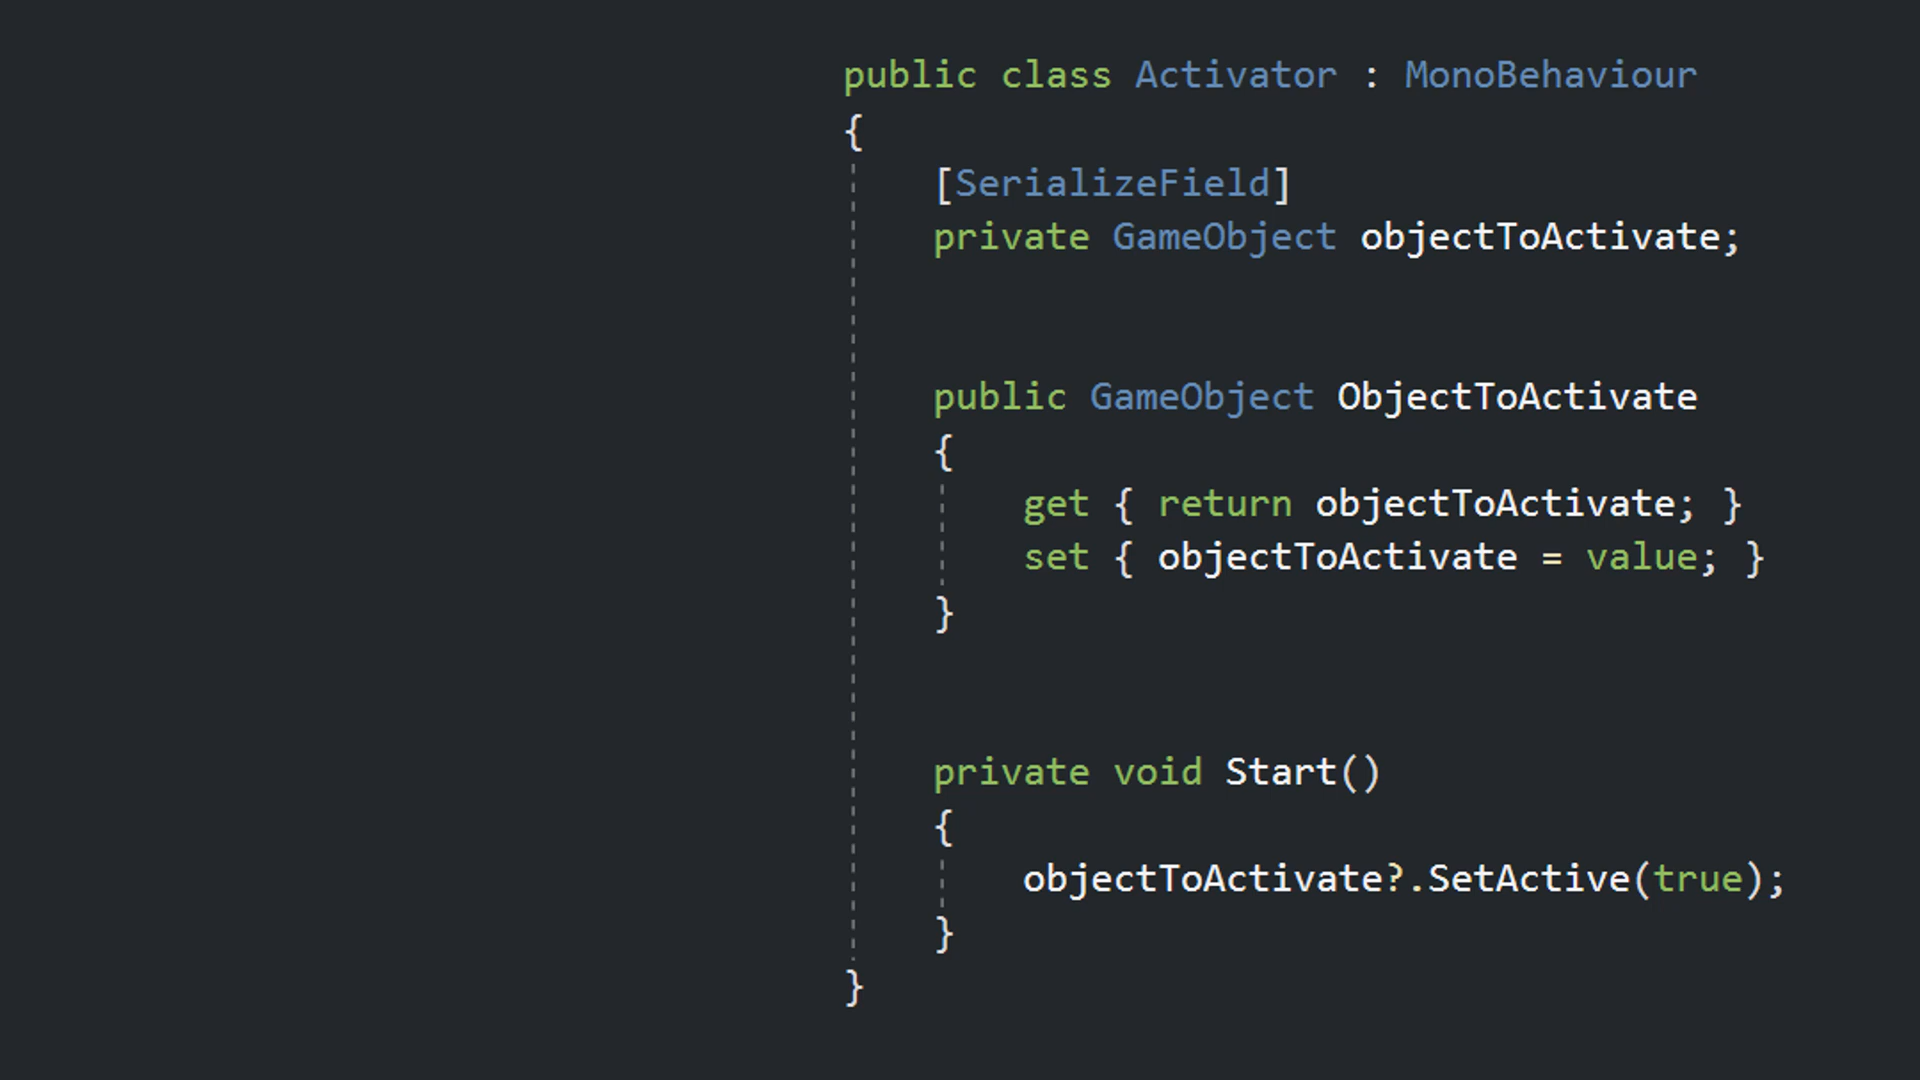 public class Activator : MonoBehaviour
{
[SerializeField]
private GameObject objectToActivate;
public GameObject ObjectToActivate
{
get { return objectToActivate; }
set { objectToActivate = value; }
}
private void Start()
{
objectToActivate?.SetActive(true);
}
}